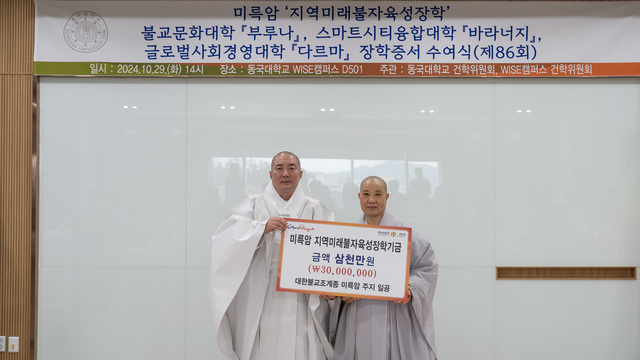 미륵암 '지역미래불자육성장학'
불교문화대학 『부루나』, 스마트시티융합대학 『바라너지』,
글로벌사회경영대학 『다르마』 장학증서 수여식(제86회)
일시 : 2024.10.29.(화) 14시 장소 : 동국대학교 WISE캠퍼스 D501 주관 : 동국대학교 건학위원회, WISE캠퍼스 건학위원회
미륵암 지역미래불자육성장학기금
금액 삼천만원
(₩30,000,000)
대한불교조계종 미륵암 주지 일공